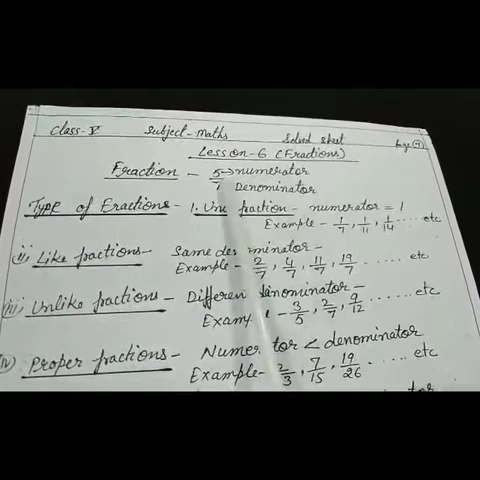 Class-V Subject-maths Solved sheet Page
Lesson-6 (Fractions)
Fraction - 5 → numerator
7 Denominator
Type of Fractions - 1. Unit fraction - numerator = 1
Example - 1/7, 1/11, 1/14 ..... etc
ii) Like fractions - Same denominator -
Example - 2/7, 4/7, 11/7, 19/7 ...... etc
iii) Unlike fractions - Different denominator -
Example - 3/5, 2/7, 9/12 ....... etc
iv) Proper fractions - Numerator < denominator
Example - 2/3, 7/15, 19/26 ...... etc